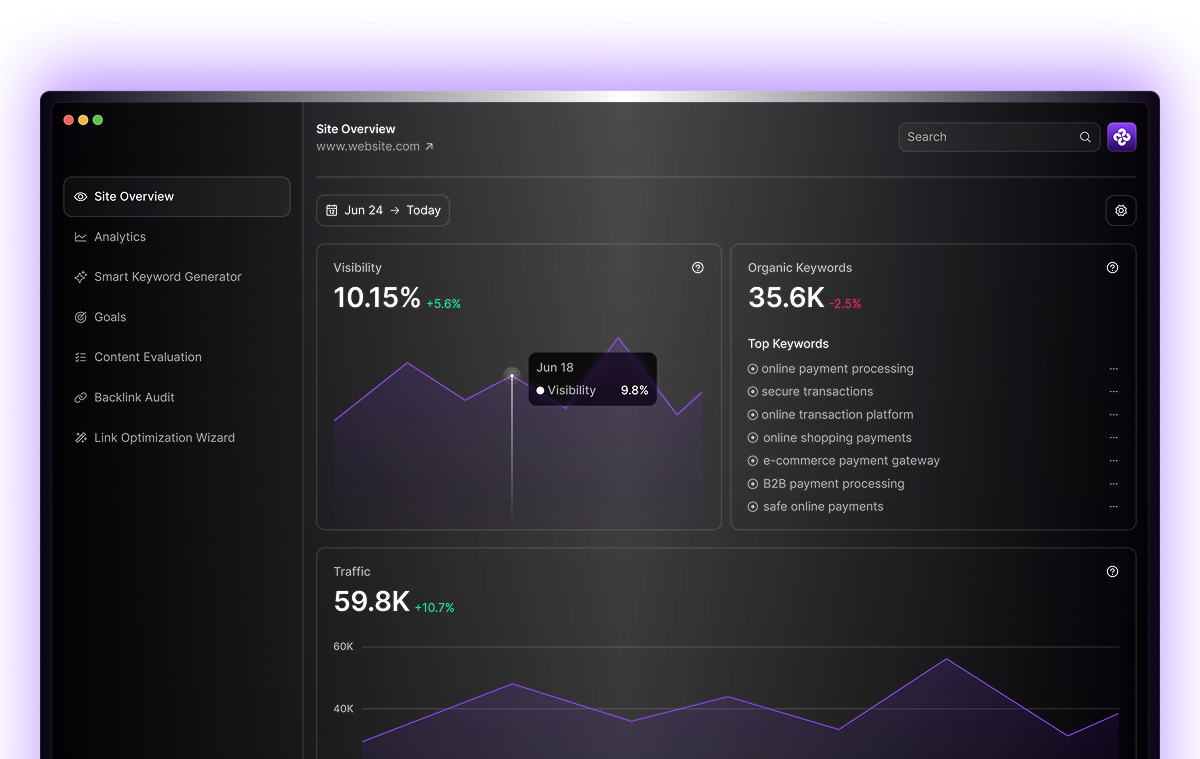 Site Overview
www.website.com
Search
Site Overview
Analytics
Smart Keyword Generator
Goals
Content Evaluation
Backlink Audit
Link Optimization Wizard
12 Jun 24 → Today
Visibility
10.15% +5.6%
Jun 18
Visibility 9.8%
Organic Keywords
35.6K -2.5%
Top Keywords
online payment processing
secure transactions
online transaction platform
online shopping payments
e-commerce payment gateway
B2B payment processing
safe online payments
Traffic
59.8K +10.7%
60K
40K